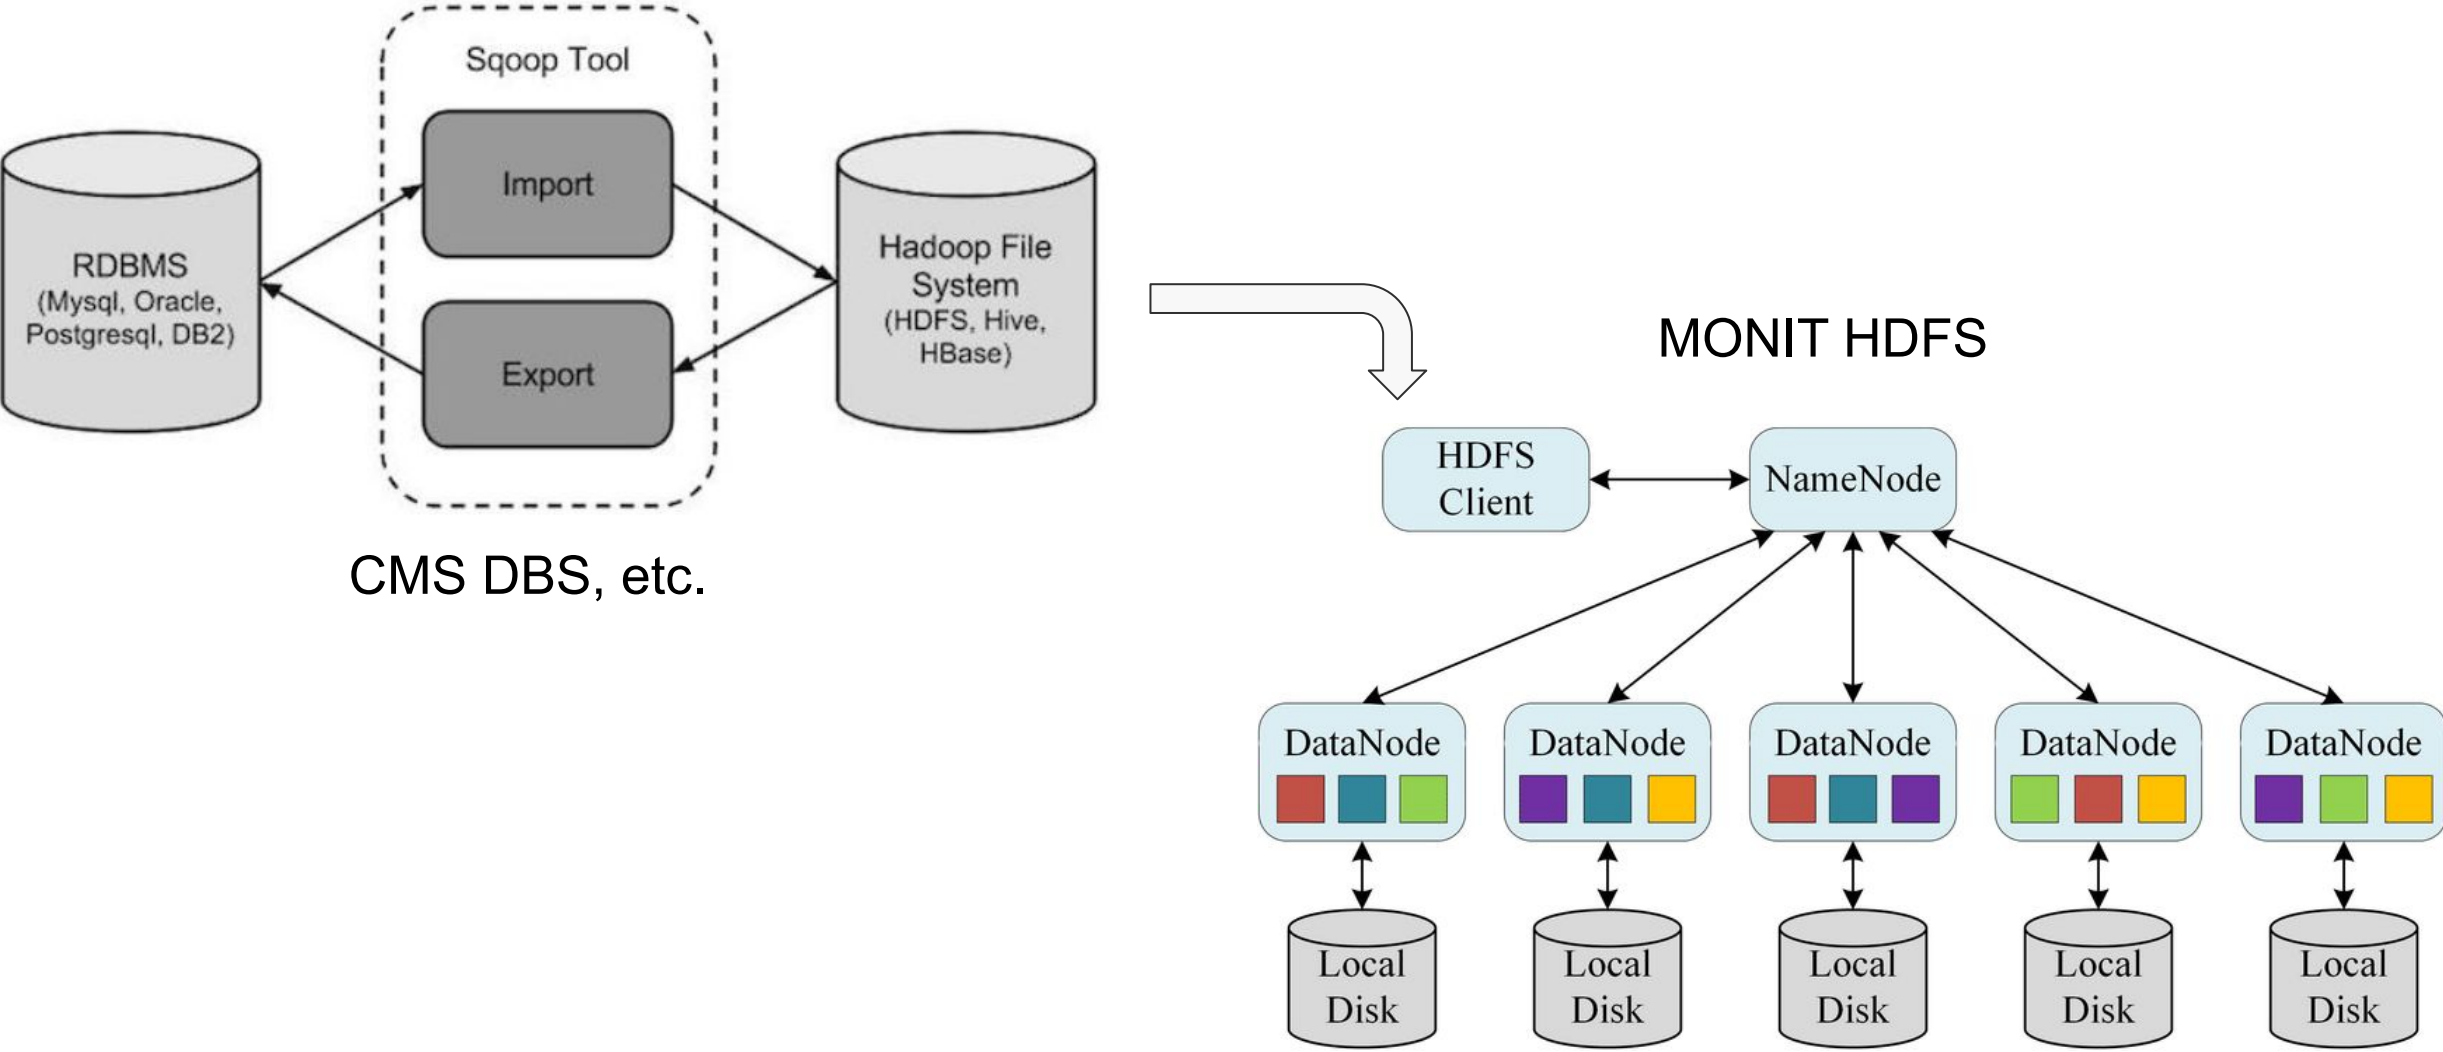 Sqoop Tool
Import
Export
RDBMS
(Mysql, Oracle,
Postgresql, DB2)
Hadoop File
System
(HDFS, Hive,
HBase)
CMS DBS, etc.
MONIT HDFS
HDFS
Client
NameNode
DataNode
DataNode
DataNode
DataNode
DataNode
Local
Disk
Local
Disk
Local
Disk
Local
Disk
Local
Disk